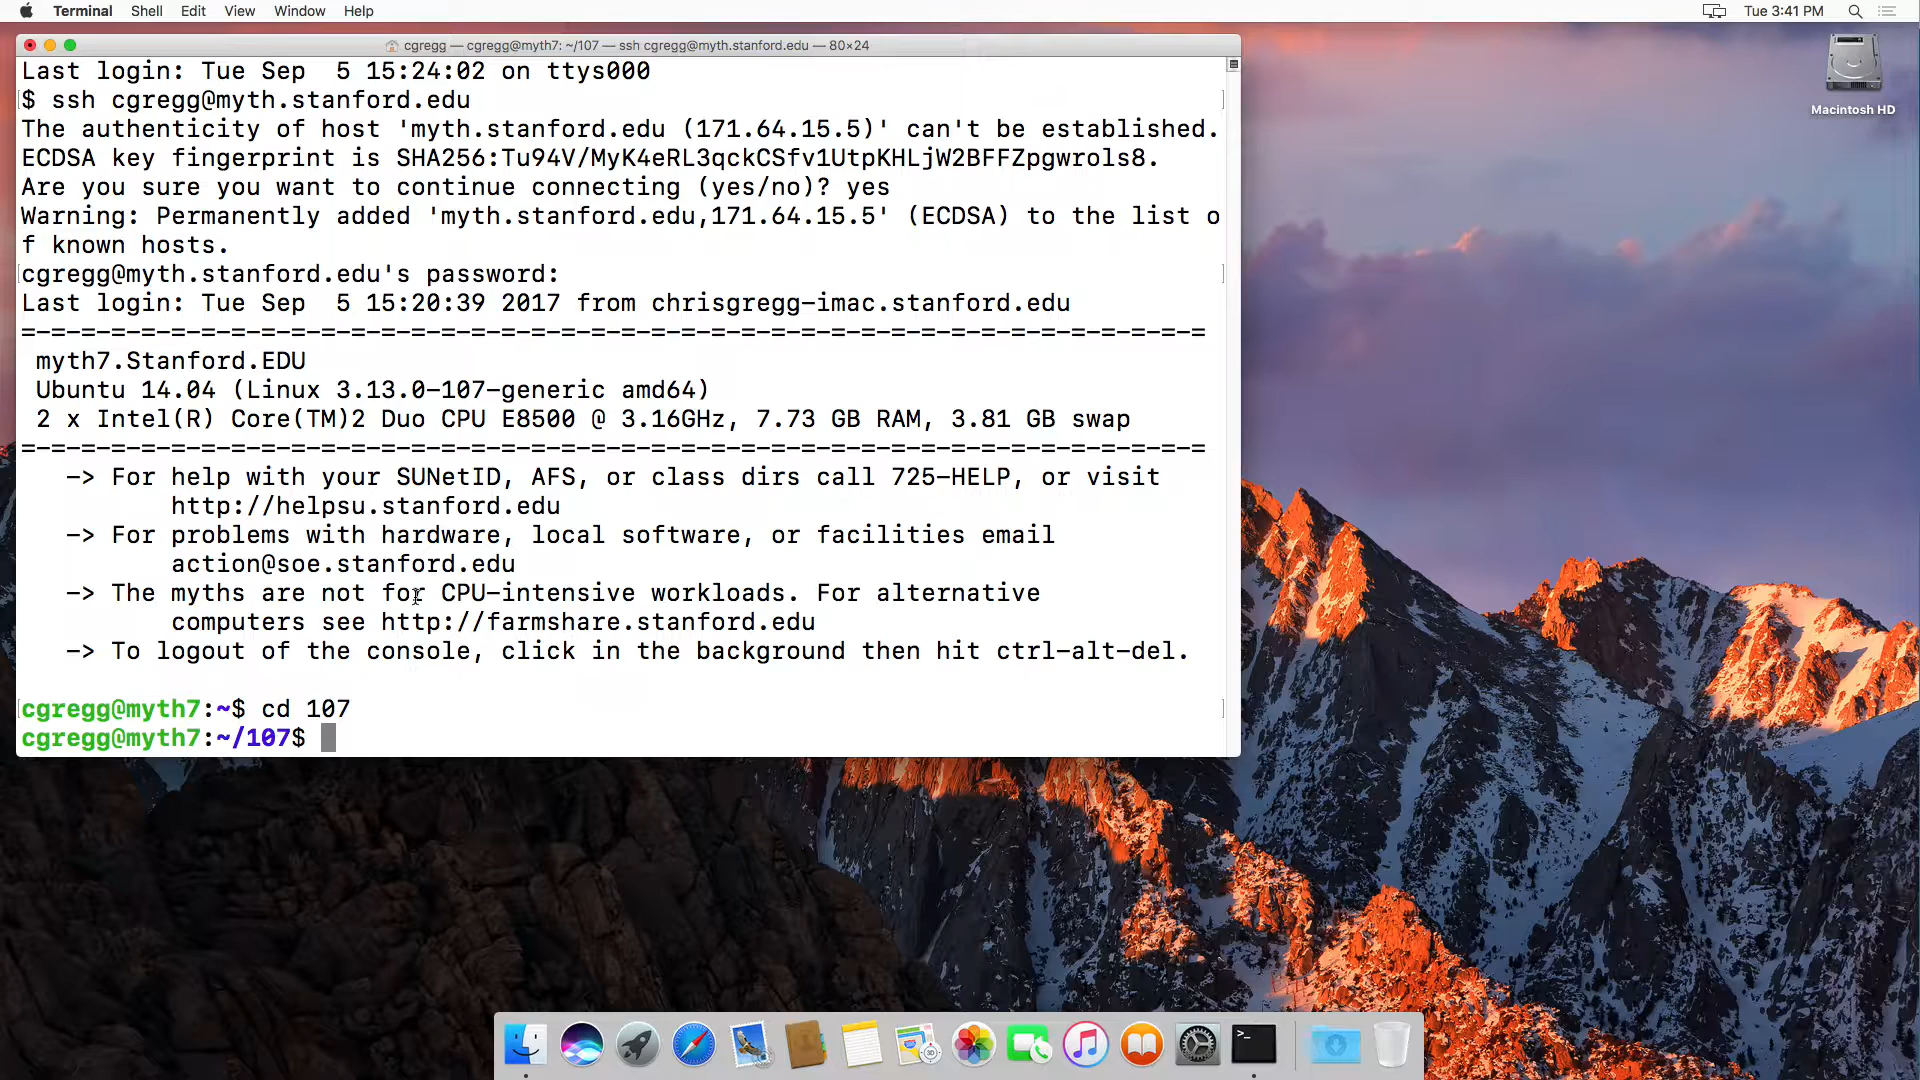 Terminal Shell Edit View Window Help Tue 3:41 PM
cgregg — cgregg@myth7: ~/107 — ssh cgregg@myth.stanford.edu — 80×24
Last login: Tue Sep  5 15:24:02 on ttys000
$ ssh cgregg@myth.stanford.edu
The authenticity of host 'myth.stanford.edu (171.64.15.5)' can't be established.
ECDSA key fingerprint is SHA256:Tu94V/MyK4eRL3qckCSfv1UtpKHLjW2BFFZpgwrols8.
Are you sure you want to continue connecting (yes/no)? yes
Warning: Permanently added 'myth.stanford.edu,171.64.15.5' (ECDSA) to the list o
f known hosts.
cgregg@myth.stanford.edu's password:
Last login: Tue Sep  5 15:20:39 2017 from chrisgregg-imac.stanford.edu
=-=-=-=-=-=-=-=-=-=-=-=-=-=-=-=-=-=-=-=-=-=-=-=-=-=-=-=-=-=-=-=-=-=-=-=-=-=-=-=
 myth7.Stanford.EDU
 Ubuntu 14.04 (Linux 3.13.0-107-generic amd64)
 2 x Intel(R) Core(TM)2 Duo CPU E8500 @ 3.16GHz, 7.73 GB RAM, 3.81 GB swap
=-=-=-=-=-=-=-=-=-=-=-=-=-=-=-=-=-=-=-=-=-=-=-=-=-=-=-=-=-=-=-=-=-=-=-=-=-=-=-=
   -> For help with your SUNetID, AFS, or class dirs call 725-HELP, or visit
          http://helpsu.stanford.edu
   -> For problems with hardware, local software, or facilities email
          action@soe.stanford.edu
   -> The myths are not for CPU-intensive workloads. For alternative
          computers see http://farmshare.stanford.edu
   -> To logout of the console, click in the background then hit ctrl-alt-del.
cgregg@myth7:~$ cd 107
cgregg@myth7:~/107$
Macintosh HD